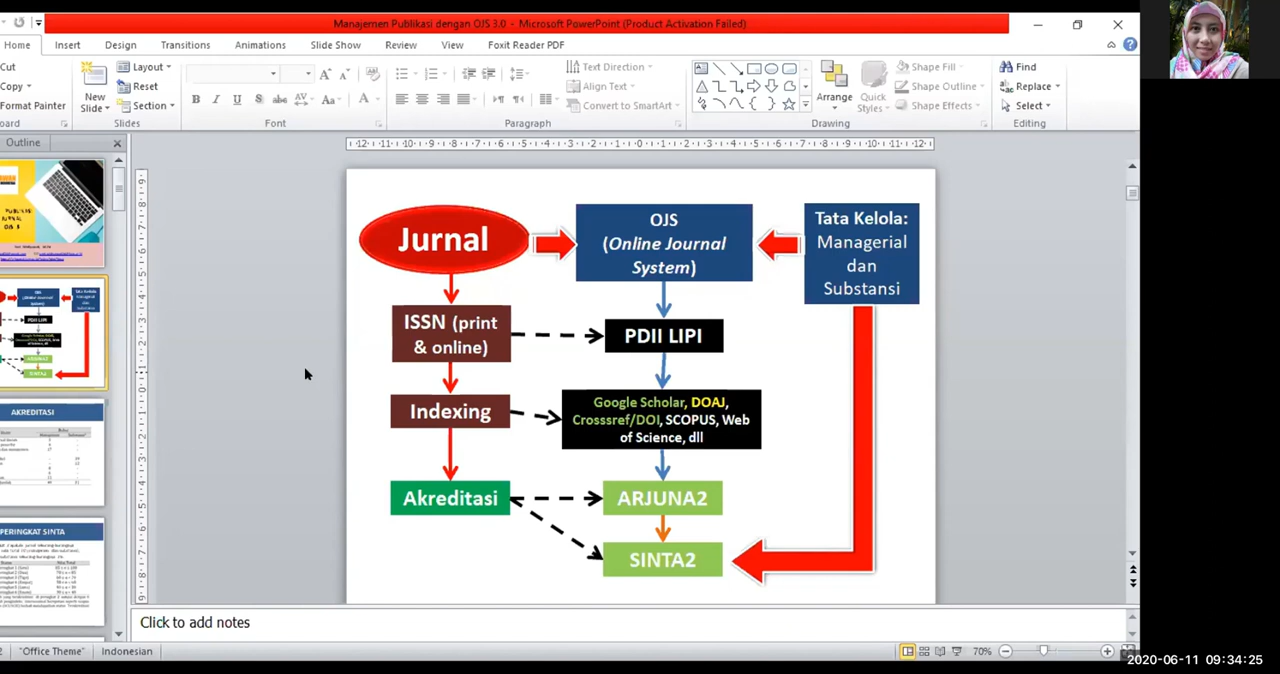 Manajemen Publikasi dengan OJS 3.0 - Microsoft PowerPoint (Product Activation Failed)
Home Insert Design Transitions Animations Slide Show Review View Foxit Reader PDF
Cut
Copy
Format Painter
New
Slide
Layout
Reset
Section
Slides
B I U S abc AV Aa A
Font
Text Direction
Align Text
Convert to SmartArt
Paragraph
Arrange
Quick
Styles
Shape Fill
Shape Outline
Shape Effects
Drawing
Find
Replace
Select
Editing
Outline
AKREDITASI
PERINGKAT SINTA
Jurnal
OJS
(Online Journal
System)
Tata Kelola:
Managerial
dan
Substansi
ISSN (print
& online)
PDII LIPI
Indexing
Google Scholar, DOAJ,
Crosssref/DOI, SCOPUS, Web
of Science, dll
Akreditasi
ARJUNA2
SINTA2
Click to add notes
"Office Theme" Indonesian
70%
2020-06-11 09:34:25